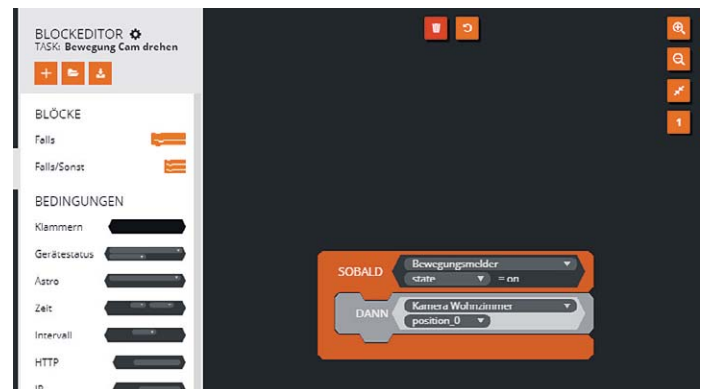 BLOCKEDITOR
TASK: Bewegung Cam drehen
BLÖCKE
Falls
Falls/Sonst
BEDINGUNGEN
Klammern
Gerätestatus
Astro
Zeit
Intervall
HTTP
1
SOBALD
Bewegungsmelder
state = on
DANN
Kamera Wohnzimmer
position_0